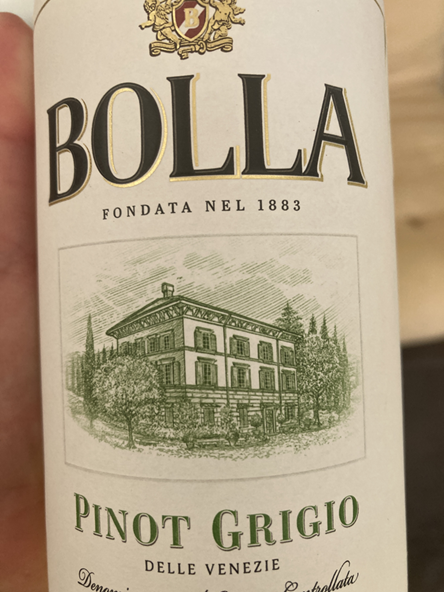 BOLLA
FONDATA NEL 1883
PINOT GRIGIO
DELLE VENEZIE
Controllata